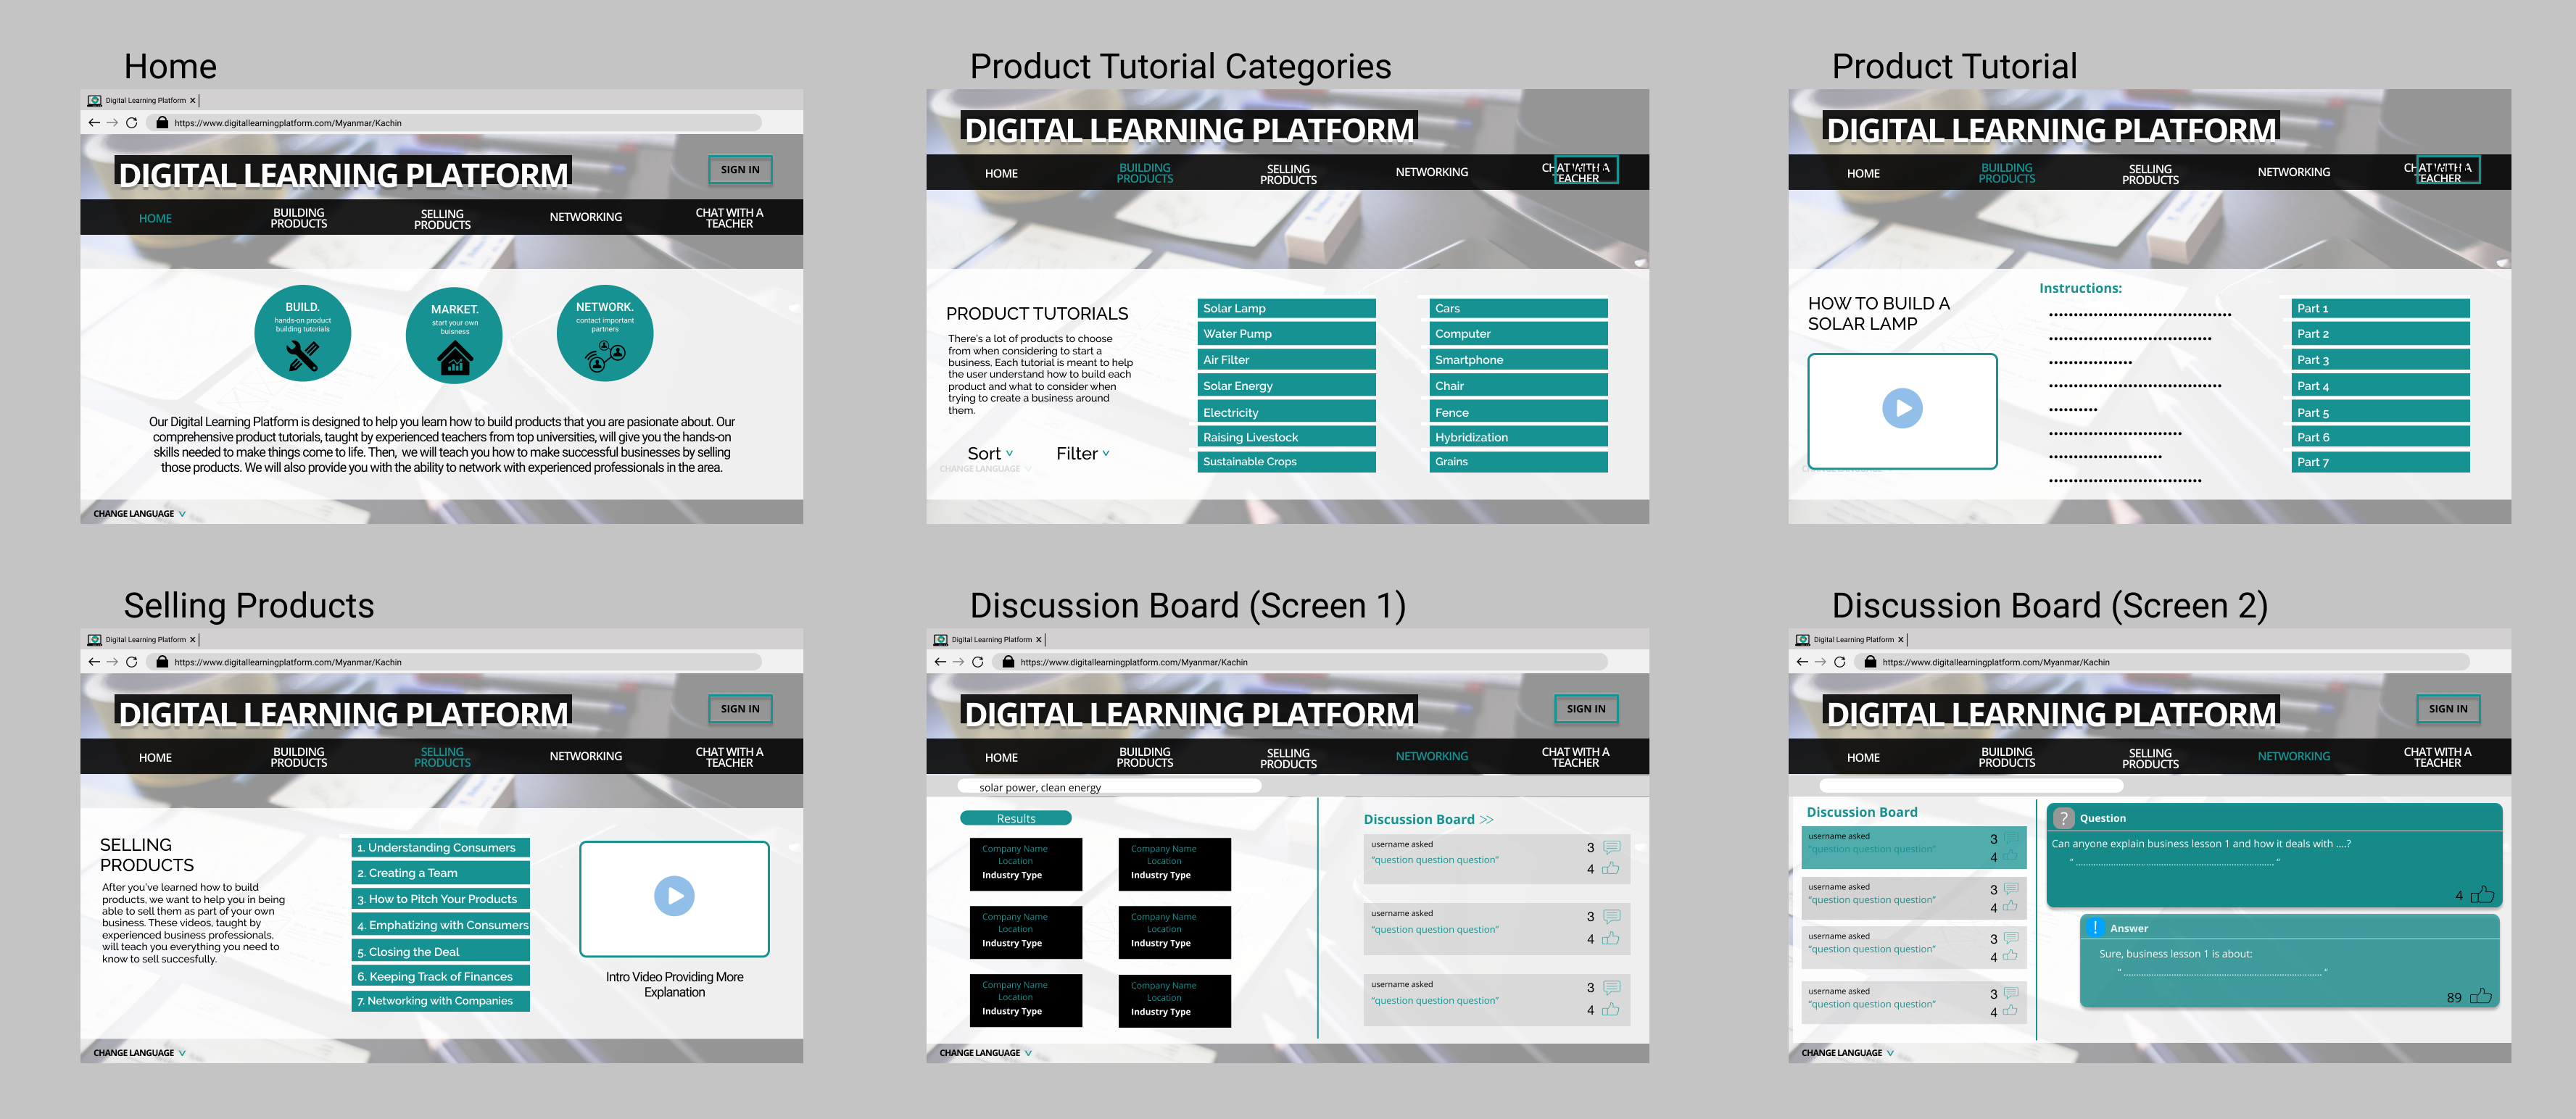 Home
Digital Learning Platform x
https://www.digitallearningplatform.com/Myanmar/Kachin
DIGITAL LEARNING PLATFORM
SIGN IN
HOME
BUILDING
PRODUCTS
SELLING
PRODUCTS
NETWORKING
CHAT WITH A
TEACHER
BUILD.
hands-on product
building tutorials
MARKET.
start your own
buisness
NETWORK.
contact important
partners
Our Digital Learning Platform is designed to help you learn how to build products that you are pasionate about. Our
comprehensive product tutorials, taught by experienced teachers from top universities, will give you the hands-on
skills needed to make things come to life. Then, we will teach you how to make successful businesses by selling
those products. We will also provide you with the ability to network with experienced professionals in the area.
CHANGE LANGUAGE
Product Tutorial Categories
DIGITAL LEARNING PLATFORM
HOME
BUILDING
PRODUCTS
SELLING
PRODUCTS
NETWORKING
CHAT WITH A
TEACHER
PRODUCT TUTORIALS
There's a lot of products to choose
from when considering to start a
business, Each tutorial is meant to help
the user understand how to build each
product and what to consider when
trying to create a business around
them.
Sort
Filter
CHANGE LANGUAGE
Solar Lamp
Water Pump
Air Filter
Solar Energy
Electricity
Raising Livestock
Sustainable Crops
Cars
Computer
Smartphone
Chair
Fence
Hybridization
Grains
Product Tutorial
DIGITAL LEARNING PLATFORM
HOME
BUILDING
PRODUCTS
SELLING
PRODUCTS
NETWORKING
CHAT WITH A
TEACHER
HOW TO BUILD A
SOLAR LAMP
Instructions:
Part 1
Part 2
Part 3
Part 4
Part 5
Part 6
Part 7
Selling Products
Digital Learning Platform x
https://www.digitallearningplatform.com/Myanmar/Kachin
DIGITAL LEARNING PLATFORM
SIGN IN
HOME
BUILDING
PRODUCTS
SELLING
PRODUCTS
NETWORKING
CHAT WITH A
TEACHER
SELLING
PRODUCTS
After you've learned how to build
products, we want to help you in being
able to sell them as part of your own
business. These videos, taught by
experienced business professionals,
will teach you everything you need to
know to sell succesfully.
1. Understanding Consumers
2. Creating a Team
3. How to Pitch Your Products
4. Emphatizing with Consumers
5. Closing the Deal
6. Keeping Track of Finances
7. Networking with Companies
Intro Video Providing More
Explanation
CHANGE LANGUAGE
Discussion Board (Screen 1)
Digital Learning Platform x
https://www.digitallearningplatform.com/Myanmar/Kachin
DIGITAL LEARNING PLATFORM
SIGN IN
HOME
BUILDING
PRODUCTS
SELLING
PRODUCTS
NETWORKING
CHAT WITH A
TEACHER
solar power, clean energy
Results
Company Name
Location
Industry Type
Company Name
Location
Industry Type
Company Name
Location
Industry Type
Company Name
Location
Industry Type
Company Name
Location
Industry Type
Company Name
Location
Industry Type
Discussion Board >>
username asked
"question question question"
3
4
username asked
"question question question"
3
4
username asked
"question question question"
3
4
CHANGE LANGUAGE
Discussion Board (Screen 2)
Digital Learning Platform x
https://www.digitallearningplatform.com/Myanmar/Kachin
DIGITAL LEARNING PLATFORM
SIGN IN
HOME
BUILDING
PRODUCTS
SELLING
PRODUCTS
NETWORKING
CHAT WITH A
TEACHER
Discussion Board
username asked
"question question question"
3
4
username asked
"question question question"
3
4
username asked
"question question question"
3
4
username asked
"question question question"
3
4
? Question
Can anyone explain business lesson 1 and how it deals with ....?
" .................................................................. "
4
! Answer
Sure, business lesson 1 is about:
" .................................................................. "
89
CHANGE LANGUAGE